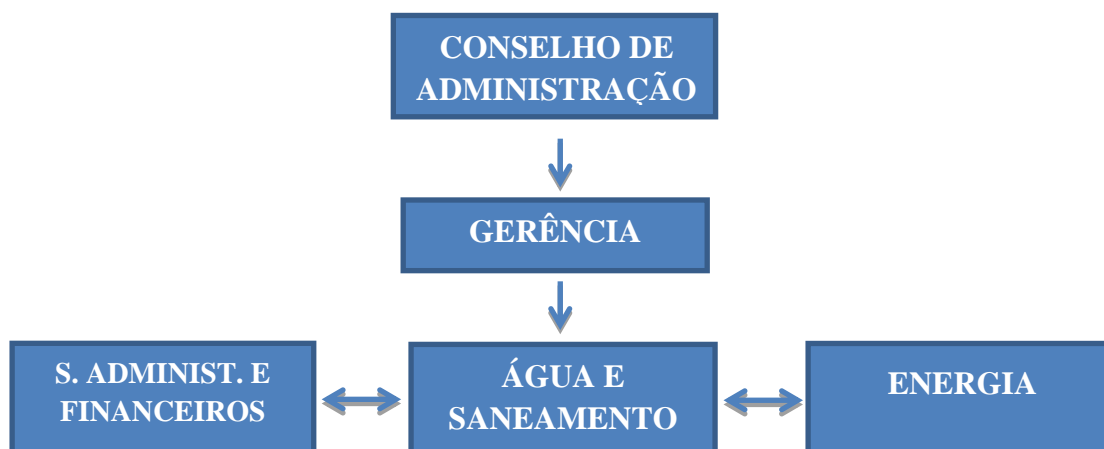 CONSELHO DE
ADMINISTRAÇÃO
GERÊNCIA
S. ADMINIST. E
FINANCEIROS
ÁGUA E
SANEAMENTO
ENERGIA